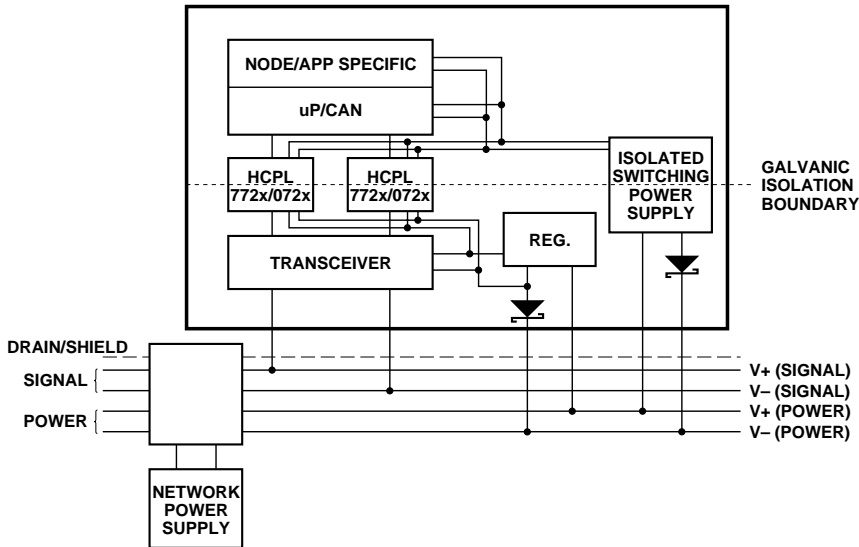 NODE/APP SPECIFIC
uP/CAN
HCPL
772x/072x
HCPL
772x/072x
ISOLATED
SWITCHING
POWER
SUPPLY
GALVANIC
ISOLATION
BOUNDARY
REG.
TRANSCEIVER
DRAIN/SHIELD
SIGNAL
POWER
V+ (SIGNAL)
V– (SIGNAL)
V+ (POWER)
V– (POWER)
NETWORK
POWER
SUPPLY